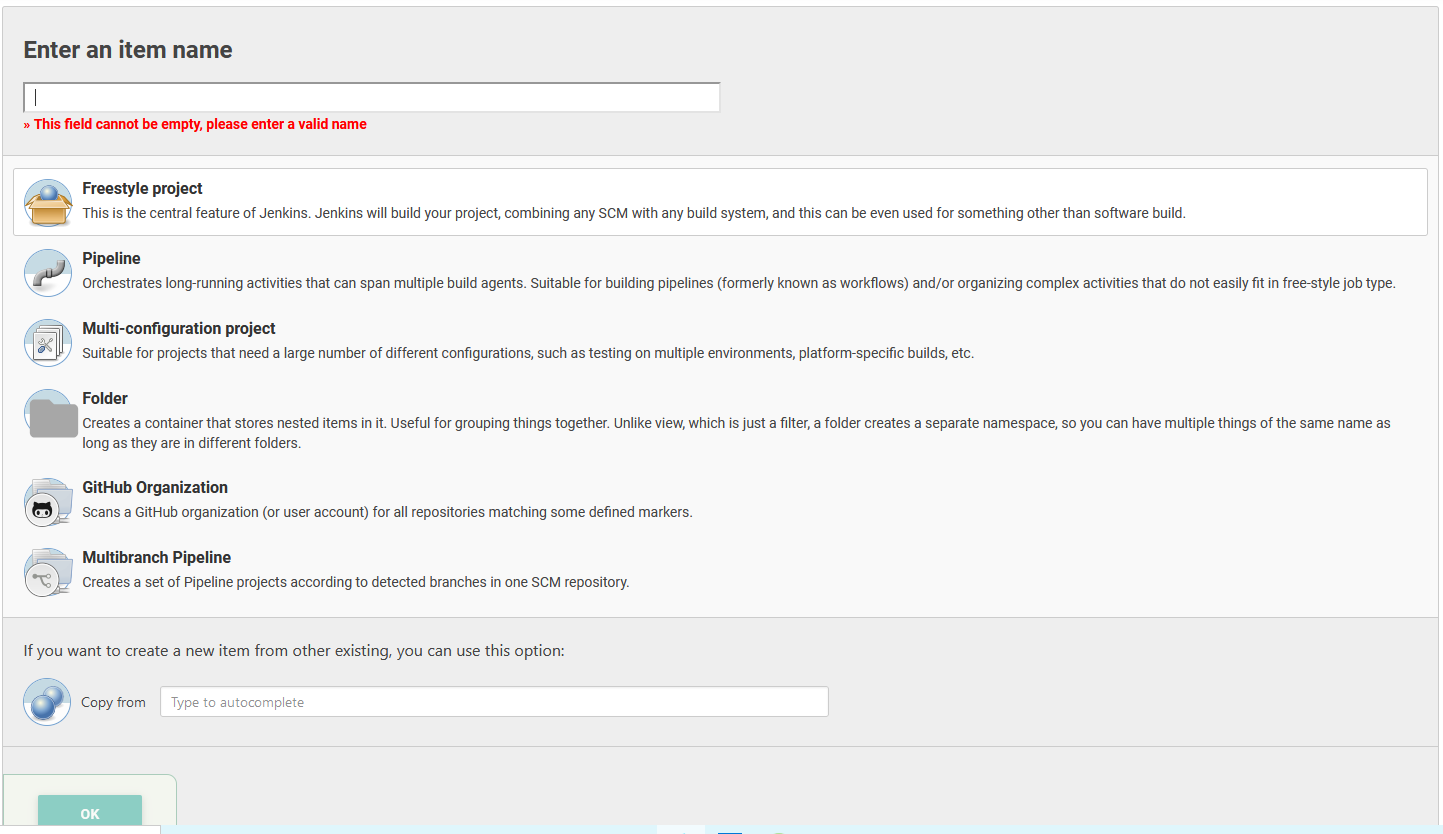 Enter an item name
» This field cannot be empty, please enter a valid name
Freestyle project
This is the central feature of Jenkins. Jenkins will build your project, combining any SCM with any build system, and this can be even used for something other than software build.
Pipeline
Orchestrates long-running activities that can span multiple build agents. Suitable for building pipelines (formerly known as workflows) and/or organizing complex activities that do not easily fit in free-style job type.
Multi-configuration project
Suitable for projects that need a large number of different configurations, such as testing on multiple environments, platform-specific builds, etc.
Folder
Creates a container that stores nested items in it. Useful for grouping things together. Unlike view, which is just a filter, a folder creates a separate namespace, so you can have multiple things of the same name as
long as they are in different folders.
GitHub Organization
Scans a GitHub organization (or user account) for all repositories matching some defined markers.
Multibranch Pipeline
Creates a set of Pipeline projects according to detected branches in one SCM repository.
If you want to create a new item from other existing, you can use this option:
Copy from
Type to autocomplete
OK